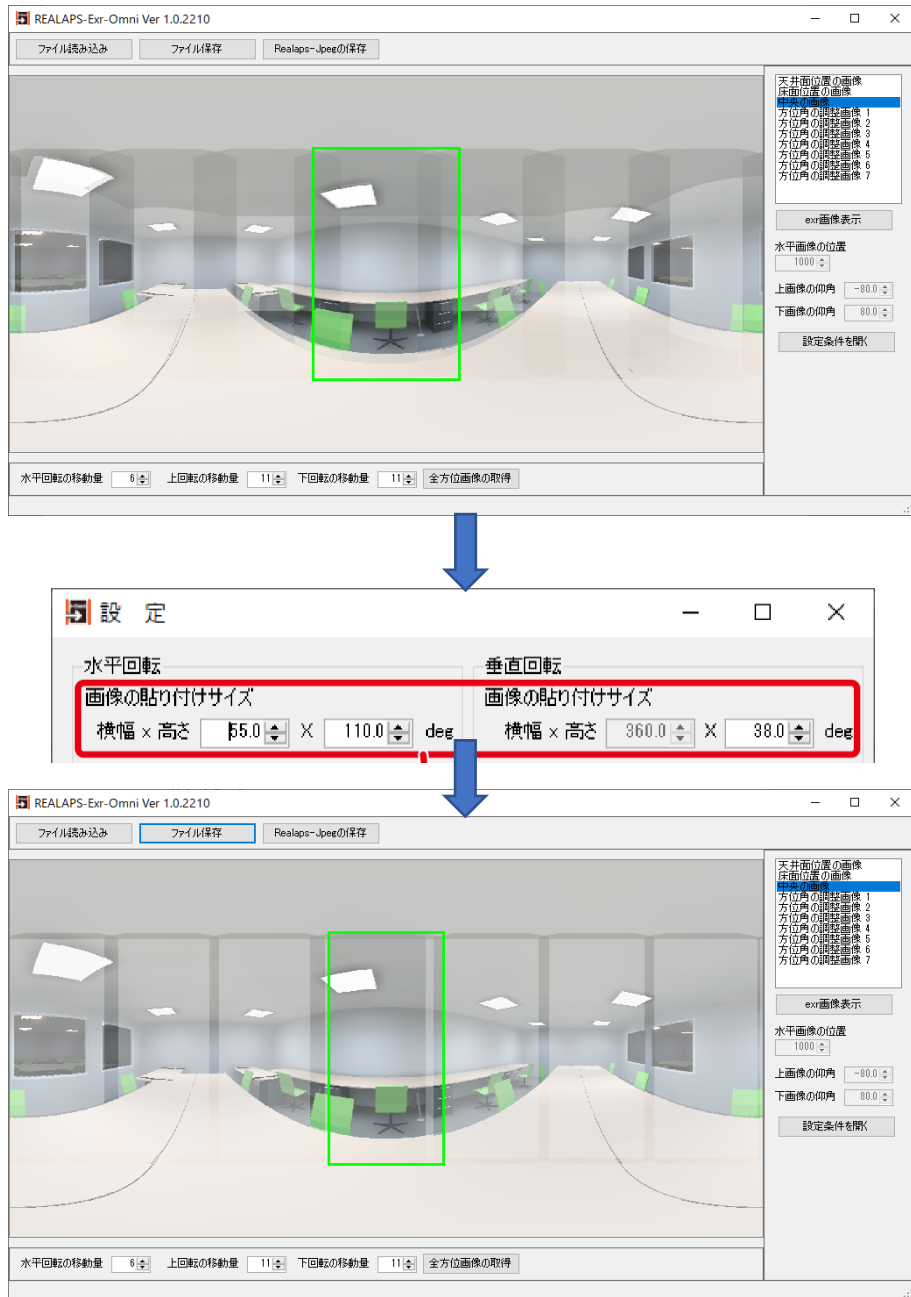 REALAPS-Exr-Omni Ver 1.0.2210
ファイル読み込み ファイル保存 Realaps-Jpegの保存
天井面位置の画像
床面位置の画像
中央の画像
方位角の調整画像 1
方位角の調整画像 2
方位角の調整画像 3
方位角の調整画像 4
方位角の調整画像 5
方位角の調整画像 6
方位角の調整画像 7
exr画像表示
水平画像の位置
1000
上画像の仰角 -80.0
下画像の仰角 80.0
設定条件を開く
水平回転の移動量 6 上回転の移動量 11 下回転の移動量 11 全方位画像の取得
設 定
水平回転 垂直回転
画像の貼り付けサイズ 画像の貼り付けサイズ
横幅 × 高さ 55.0 X 110.0 deg 横幅 × 高さ 360.0 X 38.0 deg
REALAPS-Exr-Omni Ver 1.0.2210
ファイル読み込み ファイル保存 Realaps-Jpegの保存
天井面位置の画像
床面位置の画像
中央の画像
方位角の調整画像 1
方位角の調整画像 2
方位角の調整画像 3
方位角の調整画像 4
方位角の調整画像 5
方位角の調整画像 6
方位角の調整画像 7
exr画像表示
水平画像の位置
1000
上画像の仰角 -80.0
下画像の仰角 80.0
設定条件を開く
水平回転の移動量 6 上回転の移動量 11 下回転の移動量 11 全方位画像の取得